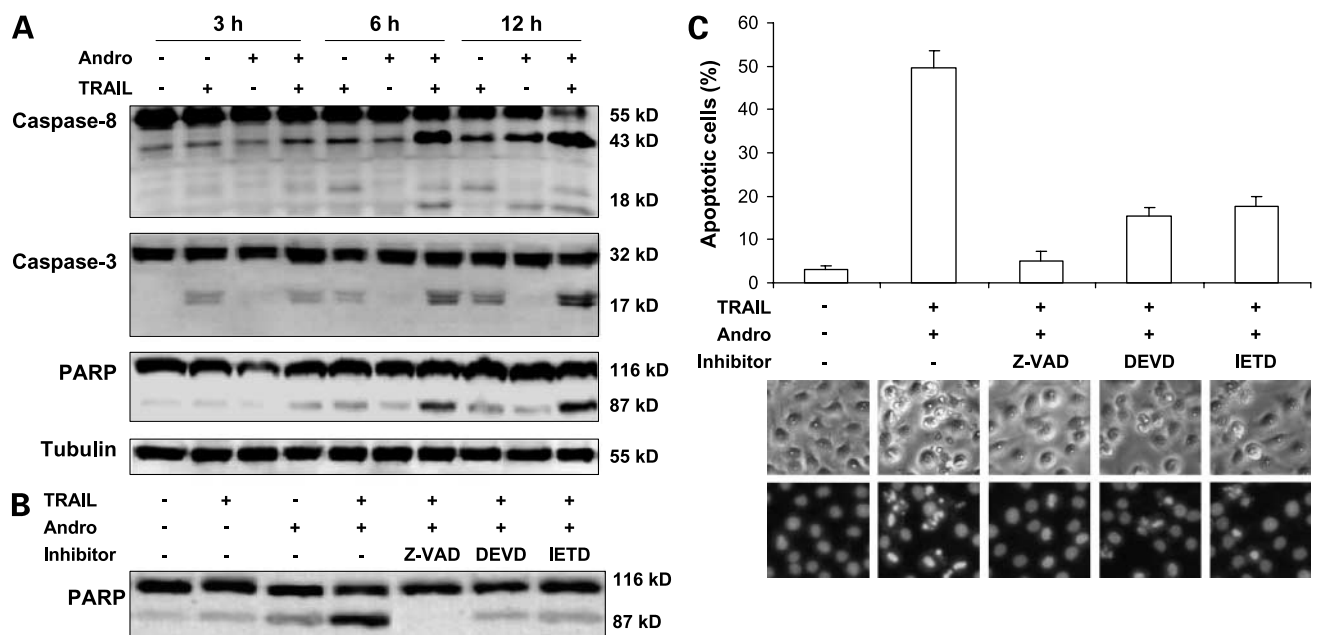 A
3 h 6 h 12 h
Andro - - + + - + + - + +
TRAIL - + - + + - + + - +
Caspase-8
55 kD
43 kD
18 kD
Caspase-3
32 kD
17 kD
PARP
116 kD
87 kD
Tubulin
55 kD
B
TRAIL - + - + + + +
Andro - - + + + + +
Inhibitor - - - - Z-VAD DEVD IETD
PARP
116 kD
87 kD
C
Apoptotic cells (%)
60
50
40
30
20
10
0
TRAIL - + + + +
Andro - + + + +
Inhibitor - - Z-VAD DEVD IETD